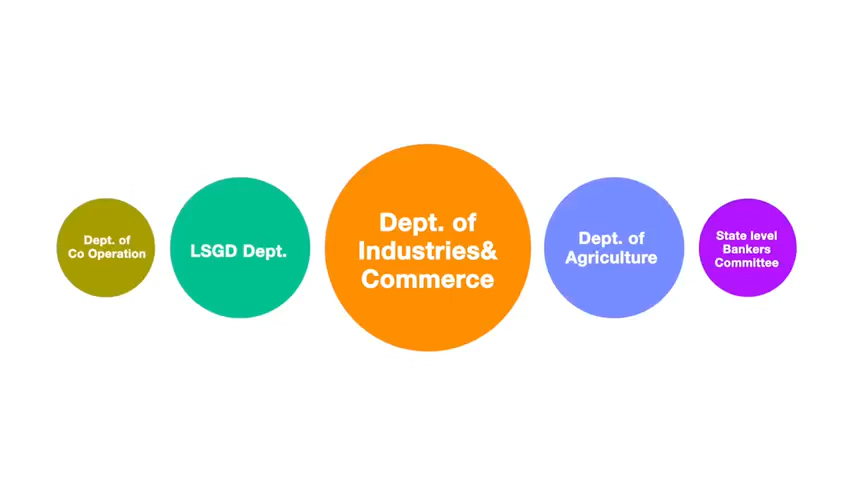 Dept. of
Co Operation
LSGD Dept.
Dept. of
Industries&
Commerce
Dept. of
Agriculture
State level
Bankers
Committee